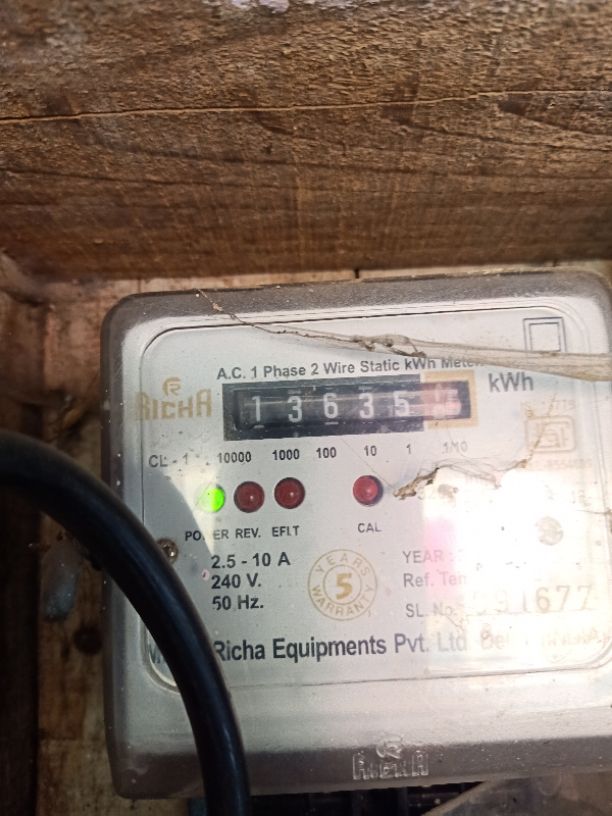 A.C. 1 Phase 2 Wire Static kWh Meter
RICHA
13635
kWh
CL - 1 10000 1000 100 10 1 1/10
POWER REV. EFLT CAL
2.5 - 10 A
240 V.
50 Hz.
5 YEARS WARRANTY
YEAR :
Ref. Tem
SL. No.
91677
Richa Equipments Pvt. Ltd.
RICHA